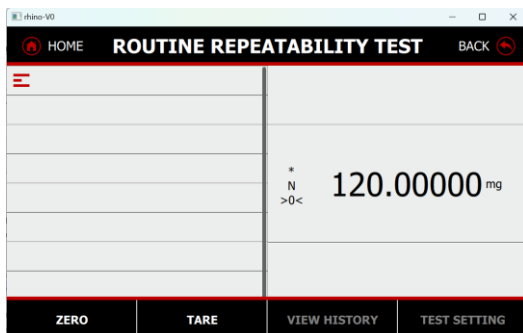 rhino-V0
HOME ROUTINE REPEATABILITY TEST BACK
*
N
>0<
120.00000 mg
ZERO TARE VIEW HISTORY TEST SETTING